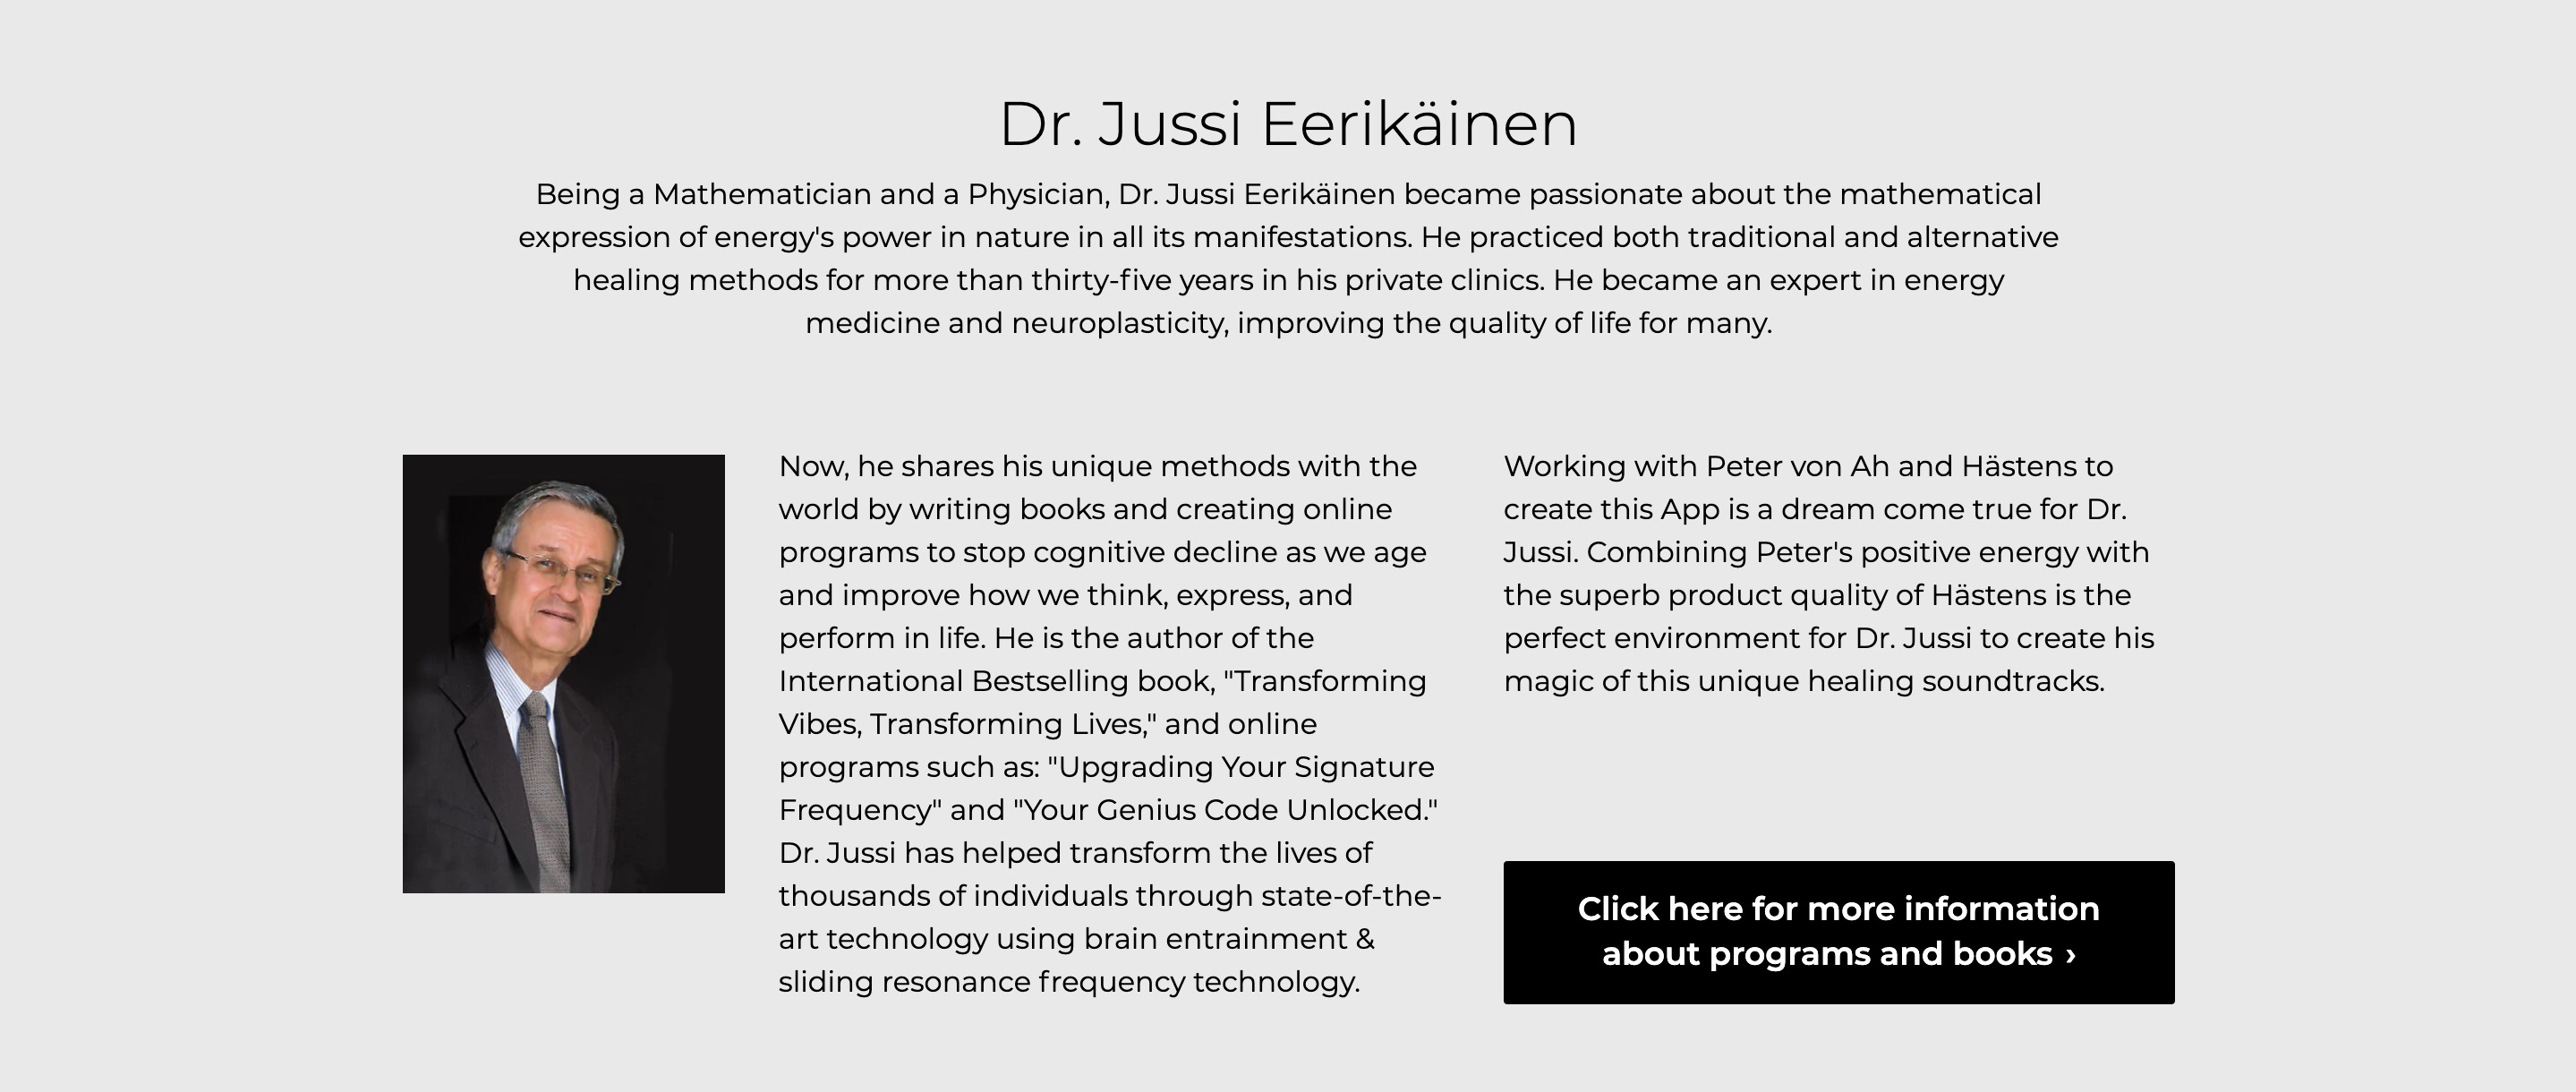 Dr. Jussi Eerikäinen
Being a Mathematician and a Physician, Dr. Jussi Eerikäinen became passionate about the mathematical
expression of energy's power in nature in all its manifestations. He practiced both traditional and alternative
healing methods for more than thirty-five years in his private clinics. He became an expert in energy
medicine and neuroplasticity, improving the quality of life for many.
Now, he shares his unique methods with the
world by writing books and creating online
programs to stop cognitive decline as we age
and improve how we think, express, and
perform in life. He is the author of the
International Bestselling book, "Transforming
Vibes, Transforming Lives," and online
programs such as: "Upgrading Your Signature
Frequency" and "Your Genius Code Unlocked."
Dr. Jussi has helped transform the lives of
thousands of individuals through state-of-the-
art technology using brain entrainment &
sliding resonance frequency technology.
Working with Peter von Ah and Hästens to
create this App is a dream come true for Dr.
Jussi. Combining Peter's positive energy with
the superb product quality of Hästens is the
perfect environment for Dr. Jussi to create his
magic of this unique healing soundtracks.
Click here for more information
about programs and books ›